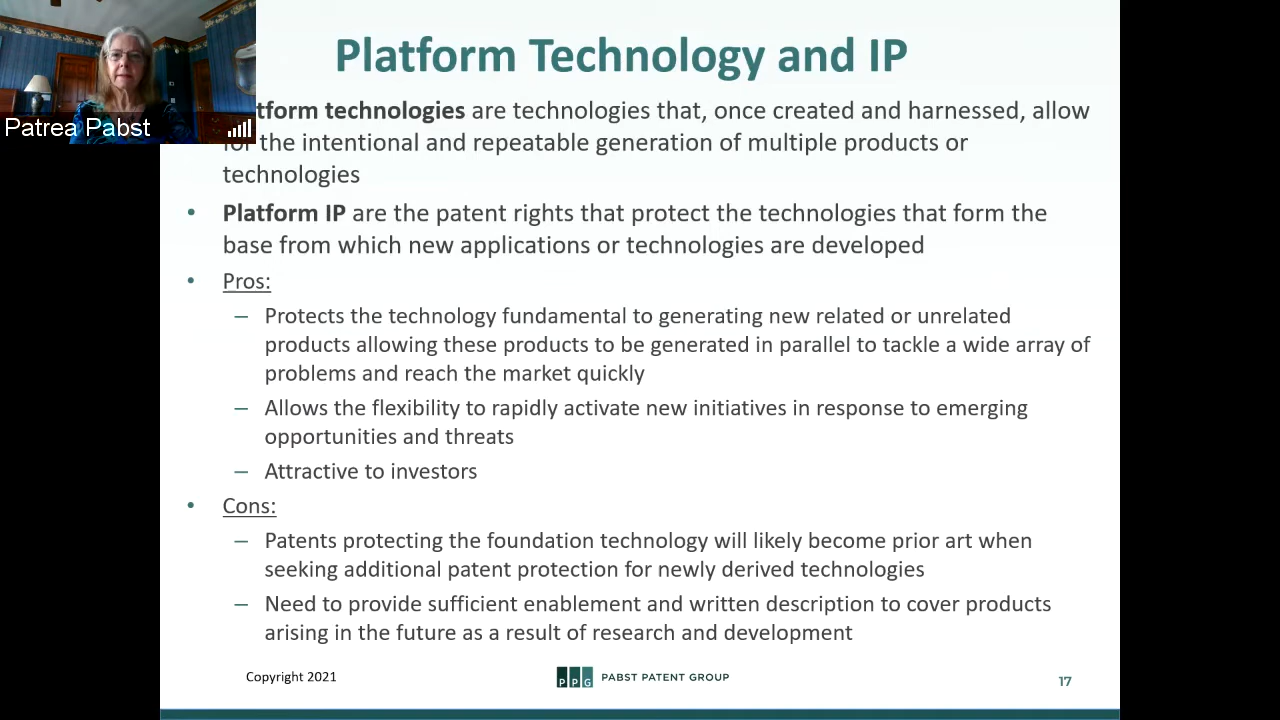 Platform Technology and IP
tform technologies are technologies that, once created and harnessed, allow
Patrea Pabst
for the intentional and repeatable generation of multiple products or
technologies
• Platform IP are the patent rights that protect the technologies that form the
base from which new applications or technologies are developed
• Pros:
– Protects the technology fundamental to generating new related or unrelated
products allowing these products to be generated in parallel to tackle a wide array of
problems and reach the market quickly
– Allows the flexibility to rapidly activate new initiatives in response to emerging
opportunities and threats
– Attractive to investors
• Cons:
– Patents protecting the foundation technology will likely become prior art when
seeking additional patent protection for newly derived technologies
– Need to provide sufficient enablement and written description to cover products
arising in the future as a result of research and development
Copyright 2021
PPG PABST PATENT GROUP
17